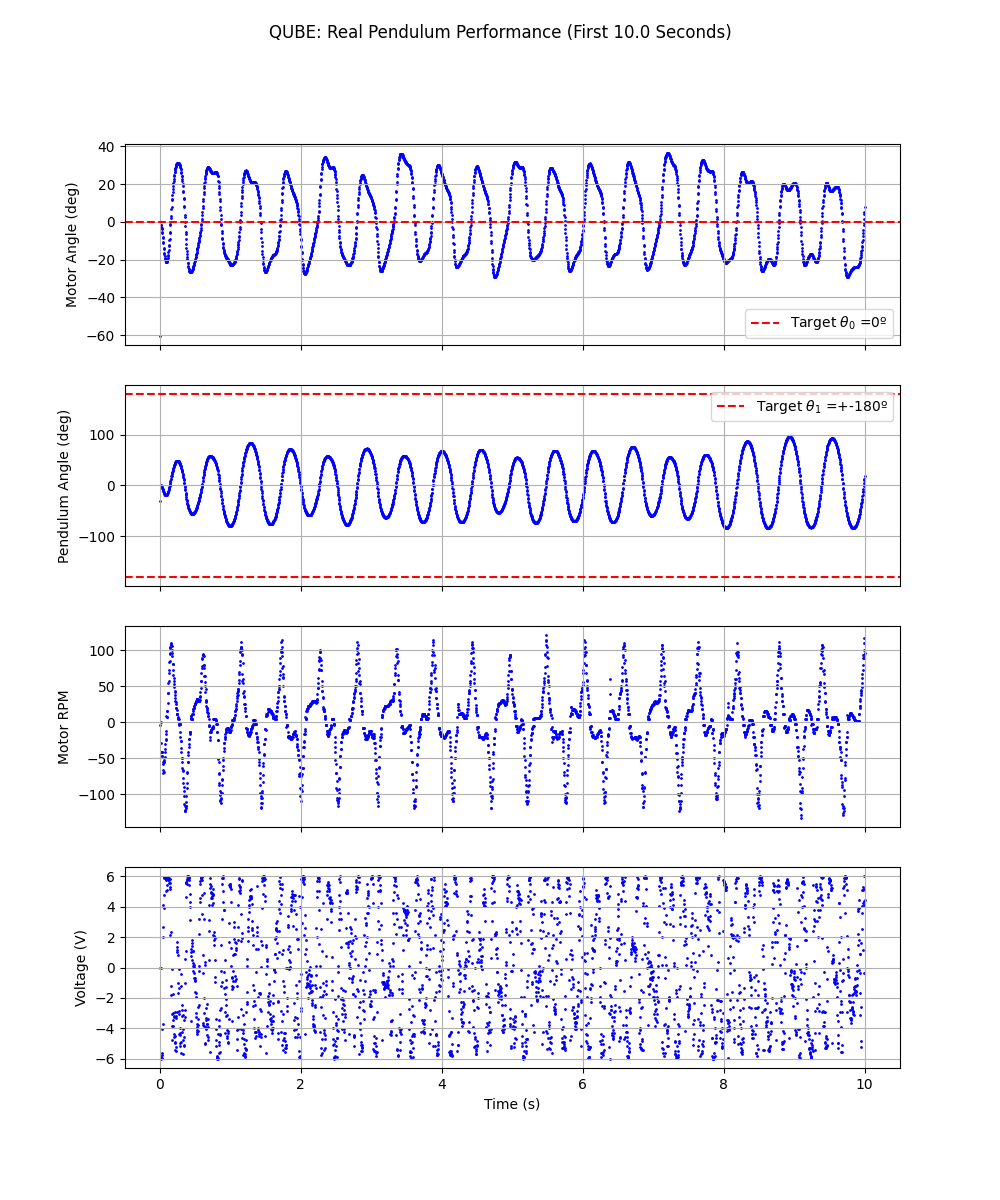 QUBE: Real Pendulum Performance (First 10.0 Seconds)
Motor Angle (deg)
40
20
0
−20
−40
−60
Target θ0 =0º
Pendulum Angle (deg)
100
0
−100
Target θ1 =+-180º
Motor RPM
100
50
0
−50
−100
Voltage (V)
6
4
2
0
−2
−4
−6
0 2 4 6 8 10
Time (s)